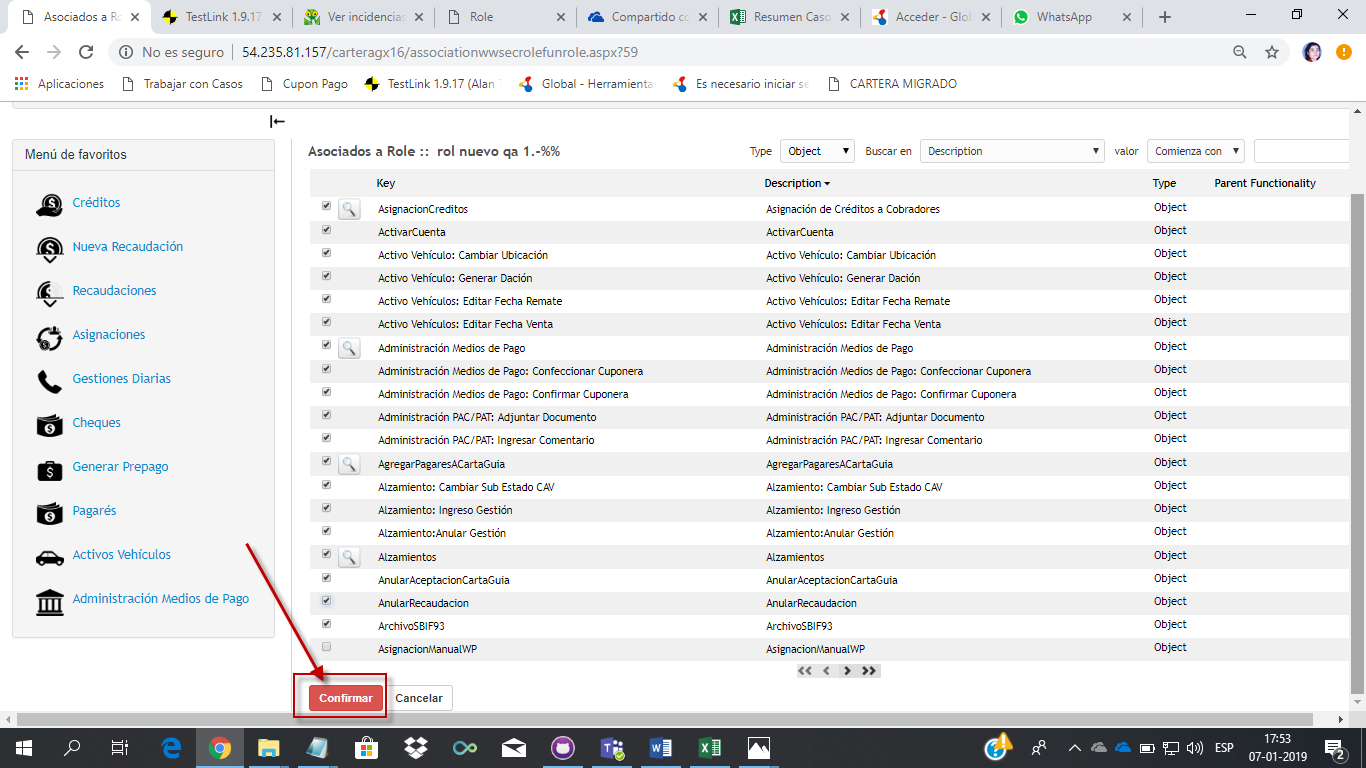 Asociados a Role
TestLink 1.9.17
Ver incidencias
Role
Compartido co
Resumen Caso
Acceder - Glob
WhatsApp
No es seguro
54.235.81.157/carteragx16/associationwwsecrolefunrole.aspx?59
Aplicaciones
Trabajar con Casos
Cupon Pago
TestLink 1.9.17 (Alan
Global - Herramienta
Es necesario iniciar se
CARTERA MIGRADO
Menú de favoritos
Créditos
Nueva Recaudación
Recaudaciones
Asignaciones
Gestiones Diarias
Cheques
Generar Prepago
Pagarés
Activos Vehículos
Administración Medios de Pago
Asociados a Role :: rol nuevo qa 1.-%%
Type Object Buscar en Description valor Comienza con
Key Description Type Parent Functionality
AsignacionCreditos Asignación de Créditos a Cobradores Object
ActivarCuenta ActivarCuenta Object
Activo Vehículo: Cambiar Ubicación Activo Vehículo: Cambiar Ubicación Object
Activo Vehículo: Generar Dación Activo Vehículo: Generar Dación Object
Activo Vehículos: Editar Fecha Remate Activo Vehículos: Editar Fecha Remate Object
Activo Vehículos: Editar Fecha Venta Activo Vehículos: Editar Fecha Venta Object
Administración Medios de Pago Administración Medios de Pago Object
Administración Medios de Pago: Confeccionar Cuponera Administración Medios de Pago: Confeccionar Cuponera Object
Administración Medios de Pago: Confirmar Cuponera Administración Medios de Pago: Confirmar Cuponera Object
Administración PAC/PAT: Adjuntar Documento Administración PAC/PAT: Adjuntar Documento Object
Administración PAC/PAT: Ingresar Comentario Administración PAC/PAT: Ingresar Comentario Object
AgregarPagaresACartaGuia AgregarPagaresACartaGuia Object
Alzamiento: Cambiar Sub Estado CAV Alzamiento: Cambiar Sub Estado CAV Object
Alzamiento: Ingreso Gestión Alzamiento: Ingreso Gestión Object
Alzamiento:Anular Gestión Alzamiento:Anular Gestión Object
Alzamientos Alzamientos Object
AnularAceptacionCartaGuia AnularAceptacionCartaGuia Object
AnularRecaudacion AnularRecaudacion Object
ArchivoSBIF93 ArchivoSBIF93 Object
AsignacionManualWP AsignacionManualWP Object
Confirmar Cancelar
ESP
17:53
07-01-2019
2